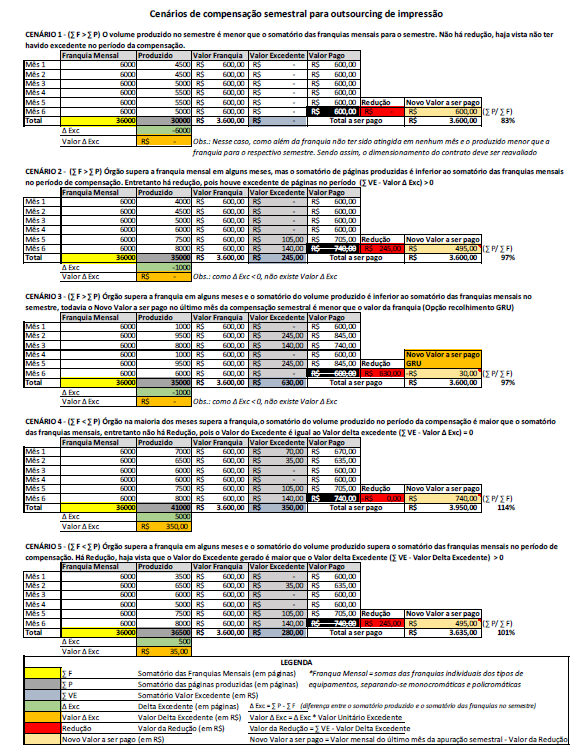 Cenários de compensação semestral para outsourcing de impressão
CENÁRIO 1 - (∑ F > ∑ P) O volume produzido no semestre é menor que o somatório das franquias mensais para o semestre. Não há redução, haja vista não ter
havido excedente no período da compensação.
Franquia Mensal Produzido Valor Franquia Valor Excedente Valor Pago
Mês 1 6000 4500 R$ 600,00 R$ - R$ 600,00
Mês 2 6000 4500 R$ 600,00 R$ - R$ 600,00
Mês 3 6000 5000 R$ 600,00 R$ - R$ 600,00
Mês 4 6000 5500 R$ 600,00 R$ - R$ 600,00
Mês 5 6000 5500 R$ 600,00 R$ - R$ 600,00 Redução Novo Valor a ser pago
Mês 6 6000 5000 R$ 600,00 R$ - R$ 600,00 R$ - R$ 600,00 (∑ P/ ∑ F)
Total 36000 30000 R$ 3.600,00 R$ - Total a ser pago R$ 3.600,00 83%
Δ Exc -6000
Valor Δ Exc R$ - Obs.: Nesse caso, como além da franquia não ter sido atingida em nenhum mês e o produzido menor que a
franquia para o respectivo semestre. Sendo assim, o dimensionamento do contrato deve ser reavaliado
CENÁRIO 2 - (∑ F > ∑ P) Órgão supera a franquia mensal em alguns meses, mas o somatório de páginas produzidas é inferior ao somatório das franquias mensais
no período de compensação. Entretanto há redução, pois houve excedente de páginas no período (∑ VE - Valor Δ Exc) > 0
Franquia Mensal Produzido Valor Franquia Valor Excedente Valor Pago
Mês 1 6000 4000 R$ 600,00 R$ - R$ 600,00
Mês 2 6000 4500 R$ 600,00 R$ - R$ 600,00
Mês 3 6000 5000 R$ 600,00 R$ - R$ 600,00
Mês 4 6000 6000 R$ 600,00 R$ - R$ 600,00
Mês 5 6000 7500 R$ 600,00 R$ 105,00 R$ 705,00 Redução Novo Valor a ser pago
Mês 6 6000 8000 R$ 600,00 R$ 140,00 R$ 740,00 R$ 245,00 R$ 495,00 (∑ P/ ∑ F)
Total 36000 35000 R$ 3.600,00 R$ 245,00 Total a ser pago R$ 3.600,00 97%
Δ Exc -1000
Valor Δ Exc R$ - Obs.: como Δ Exc < 0, não existe Valor Δ Exc
CENÁRIO 3 - (∑ F > ∑ P) Órgão supera a franquia em alguns meses e o somatório do volume produzido é inferior ao somatório das franquias mensais no
semestre, todavia o Novo Valor a ser pago no último mês da compensação semestral é menor que o valor da franquia (Opção recolhimento GRU)
Franquia Mensal Produzido Valor Franquia Valor Excedente Valor Pago
Mês 1 6000 1000 R$ 600,00 R$ - R$ 600,00
Mês 2 6000 9500 R$ 600,00 R$ 245,00 R$ 845,00
Mês 3 6000 8000 R$ 600,00 R$ 140,00 R$ 740,00
Mês 4 6000 1000 R$ 600,00 R$ - R$ 600,00 Novo Valor a ser pago
Mês 5 6000 9500 R$ 600,00 R$ 245,00 R$ 845,00 Redução GRU
Mês 6 6000 6000 R$ 600,00 R$ - R$ 600,00 R$ 630,00 -R$ 30,00 (∑ P/ ∑ F)
Total 36000 35000 R$ 3.600,00 R$ 630,00 Total a ser pago R$ 3.600,00 97%
Δ Exc -1000
Valor Δ Exc R$ - Obs.: como Δ Exc < 0, não existe Valor Δ Exc
CENÁRIO 4 - (∑ F < ∑ P) Órgão na maioria dos meses supera a franquia,o somatório do volume produzido no período da compensação é maior que o somatório
das franquias mensais, entretanto não há Redução, pois o Valor do Excedente é igual ao Valor delta excedente (∑ VE - Valor Δ Exc) = 0
Franquia Mensal Produzido Valor Franquia Valor Excedente Valor Pago
Mês 1 6000 7000 R$ 600,00 R$ 70,00 R$ 670,00
Mês 2 6000 6500 R$ 600,00 R$ 35,00 R$ 635,00
Mês 3 6000 6000 R$ 600,00 R$ - R$ 600,00
Mês 4 6000 6000 R$ 600,00 R$ - R$ 600,00
Mês 5 6000 7500 R$ 600,00 R$ 105,00 R$ 705,00 Redução Novo Valor a ser pago
Mês 6 6000 8000 R$ 600,00 R$ 140,00 R$ 740,00 R$ 0,00 R$ 740,00 (∑ P/ ∑ F)
Total 36000 41000 R$ 3.600,00 R$ 350,00 Total a ser pago R$ 3.950,00 114%
Δ Exc 5000
Valor Δ Exc R$ 350,00
CENÁRIO 5 - (∑ F < ∑ P) Órgão supera a franquia em alguns meses e o somatório do volume produzido supera o somatório das franquias mensais no período de
compensação. Há Redução, haja vista que o Valor do Excedente gerado é maior que o Valor delta Excedente (∑ VE - Valor Delta Excedente) > 0
Franquia Mensal Produzido Valor Franquia Valor Excedente Valor Pago
Mês 1 6000 3500 R$ 600,00 R$ - R$ 600,00
Mês 2 6000 6500 R$ 600,00 R$ 35,00 R$ 635,00
Mês 3 6000 6000 R$ 600,00 R$ - R$ 600,00
Mês 4 6000 5000 R$ 600,00 R$ - R$ 600,00
Mês 5 6000 7500 R$ 600,00 R$ 105,00 R$ 705,00 Redução Novo Valor a ser pago
Mês 6 6000 8000 R$ 600,00 R$ 140,00 R$ 740,00 R$ 245,00 R$ 495,00 (∑ P/ ∑ F)
Total 36000 36500 R$ 3.600,00 R$ 280,00 Total a ser pago R$ 3.635,00 101%
Δ Exc 500
Valor Δ Exc R$ 35,00
LEGENDA
∑ F Somatório das Franquias Mensais (em páginas) *Franquia Mensal = somas das franquias individuais dos tipos de
∑ P Somatório das páginas produzidas (em páginas) equipamentos, separando-se monocromáticas e policromáticas
∑ VE Somatório Valor Excedente (em R$)
Δ Exc Delta Excedente (em páginas) Δ Exc = ∑ P - ∑ F (diferença entre o somatório produzido e o somatório das franquias no semestre)
Valor Δ Exc Valor Delta Excedente (em R$) Valor Δ Exc = Δ Exc * Valor Unitário Excedente
Redução Valor da Redução (em R$) Valor da Redução = ∑ VE - Valor Delta Excedente
Novo Valor a ser pago (em R$) Novo Valor a ser pago = Valor mensal do último mês da apuração semestral - Valor da Redução